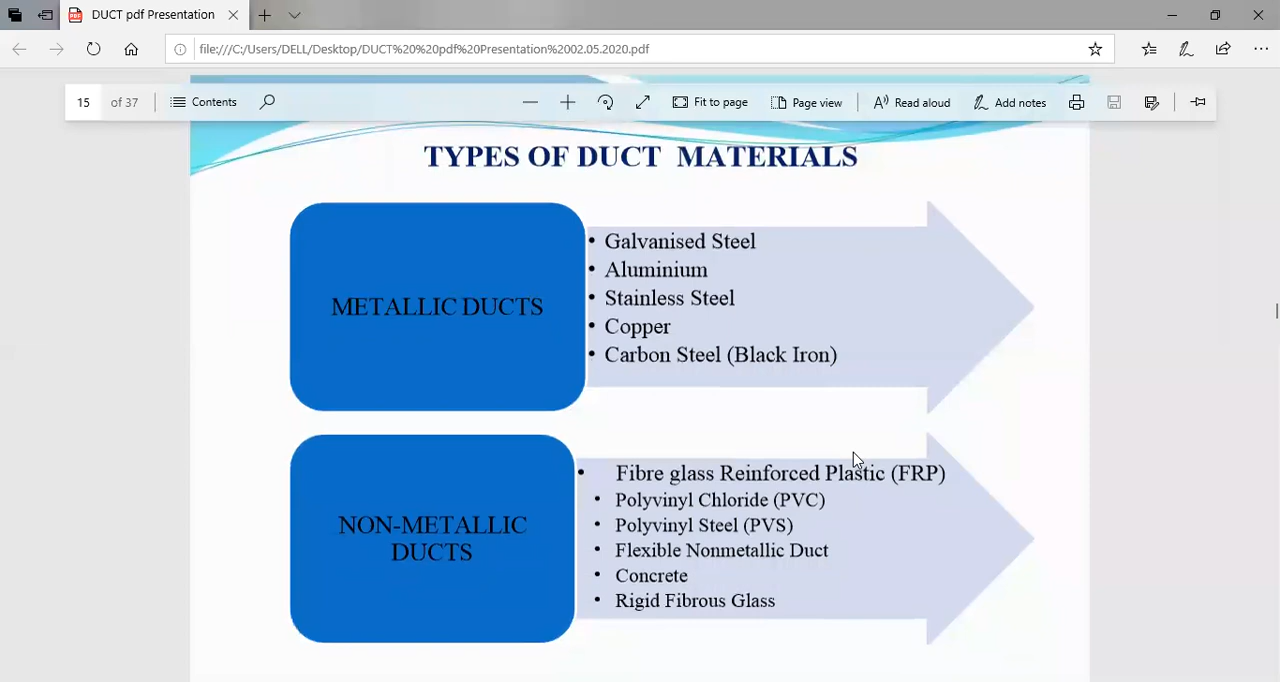 DUCT pdf Presentation
file:///C:/Users/DELL/Desktop/DUCT%20%20pdf%20Presentation%2002.05.2020.pdf
15 of 37 Contents Fit to page Page view Read aloud Add notes
TYPES OF DUCT MATERIALS
METALLIC DUCTS
• Galvanised Steel
• Aluminium
• Stainless Steel
• Copper
• Carbon Steel (Black Iron)
NON-METALLIC
DUCTS
• Fibre glass Reinforced Plastic (FRP)
• Polyvinyl Chloride (PVC)
• Polyvinyl Steel (PVS)
• Flexible Nonmetallic Duct
• Concrete
• Rigid Fibrous Glass